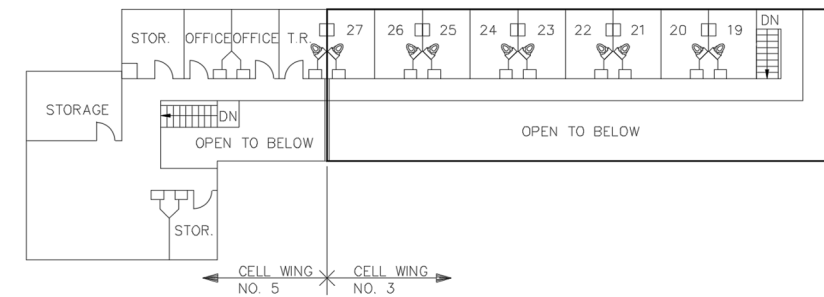 STOR.
OFFICE
OFFICE
T.R.
27
26
25
24
23
22
21
20
19
DN
STORAGE
DN
OPEN TO BELOW
OPEN TO BELOW
STOR.
CELL WING
NO. 5
CELL WING
NO. 3